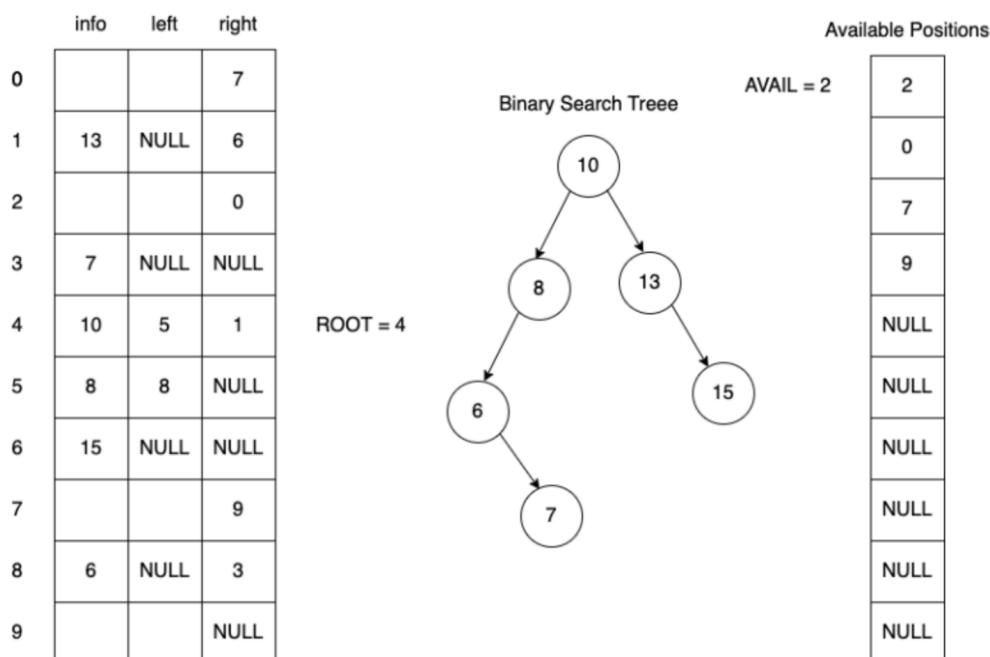 info left right
0 7
1 13 NULL 6
2 0
3 7 NULL NULL
4 10 5 1
5 8 8 NULL
6 15 NULL NULL
7 9
8 6 NULL 3
9 NULL
ROOT = 4
Binary Search Treee
10
8 13
6 15
7
Available Positions
AVAIL = 2
2
0
7
9
NULL
NULL
NULL
NULL
NULL
NULL